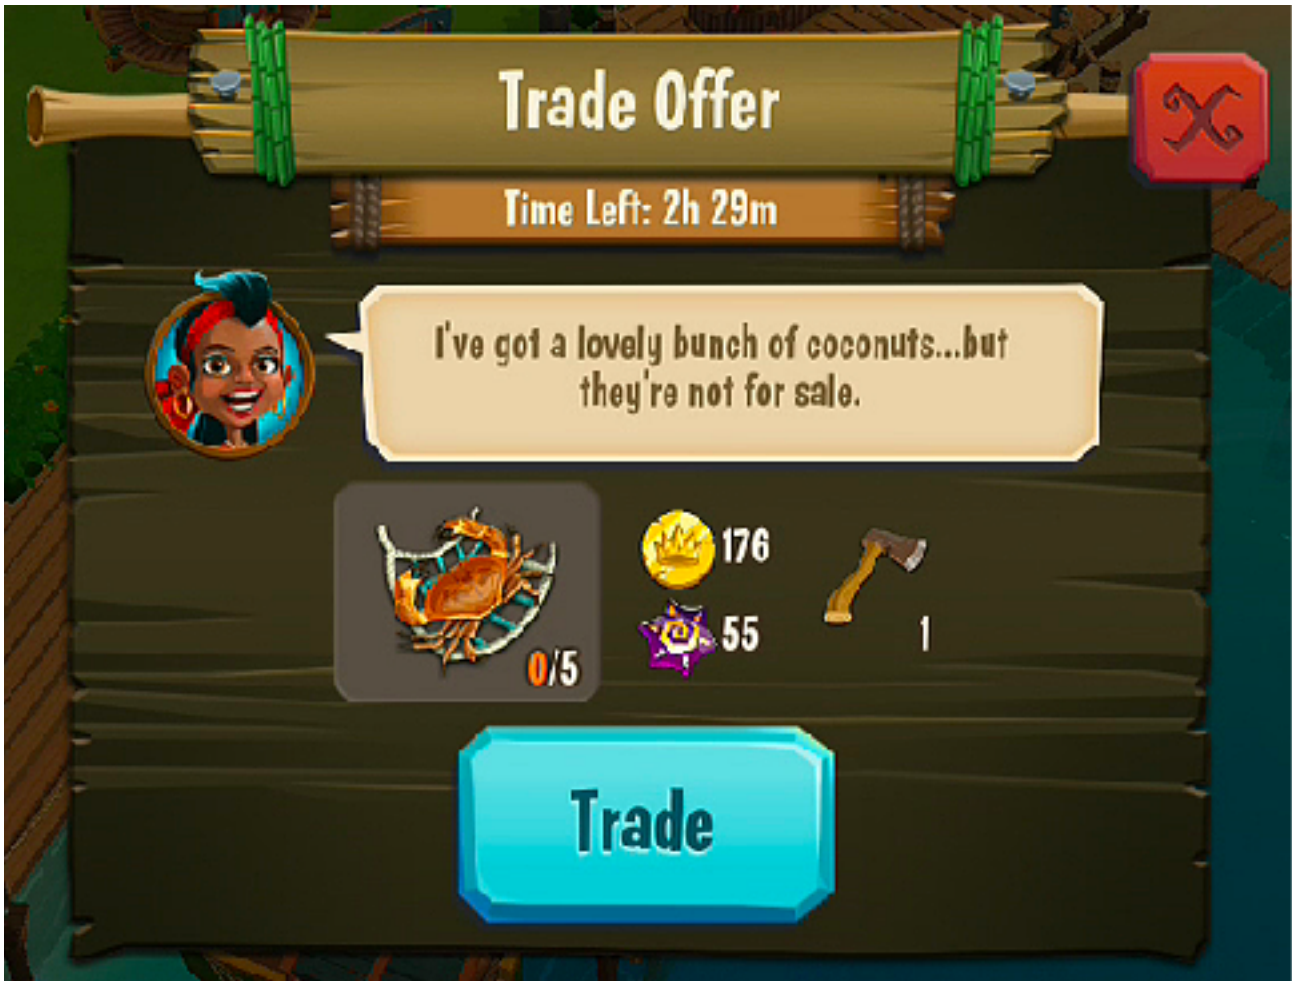 Trade Offer
Time Left: 2h 29m
I've got a lovely bunch of coconuts...but
they're not for sale.
176
55
0/5
1
Trade